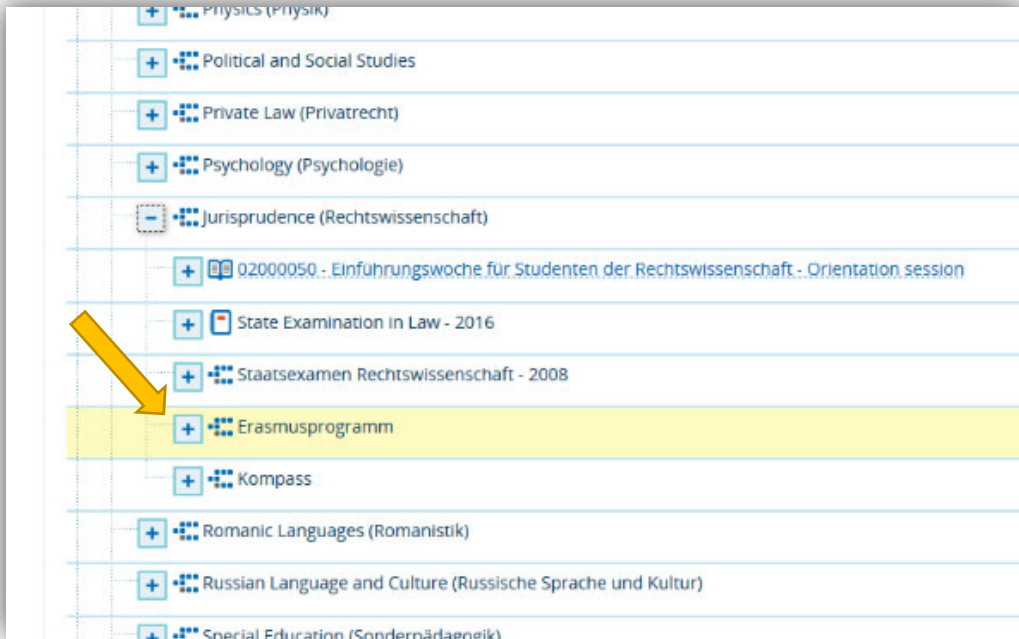 Physics (Physik)
Political and Social Studies
Private Law (Privatrecht)
Psychology (Psychologie)
Jurisprudence (Rechtswissenschaft)
02000050 - Einführungswoche für Studenten der Rechtswissenschaft - Orientation session
State Examination in Law - 2016
Staatsexamen Rechtswissenschaft - 2008
Erasmusprogramm
Kompass
Romanic Languages (Romanistik)
Russian Language and Culture (Russische Sprache und Kultur)
Special Education (Sonderpädagogik)